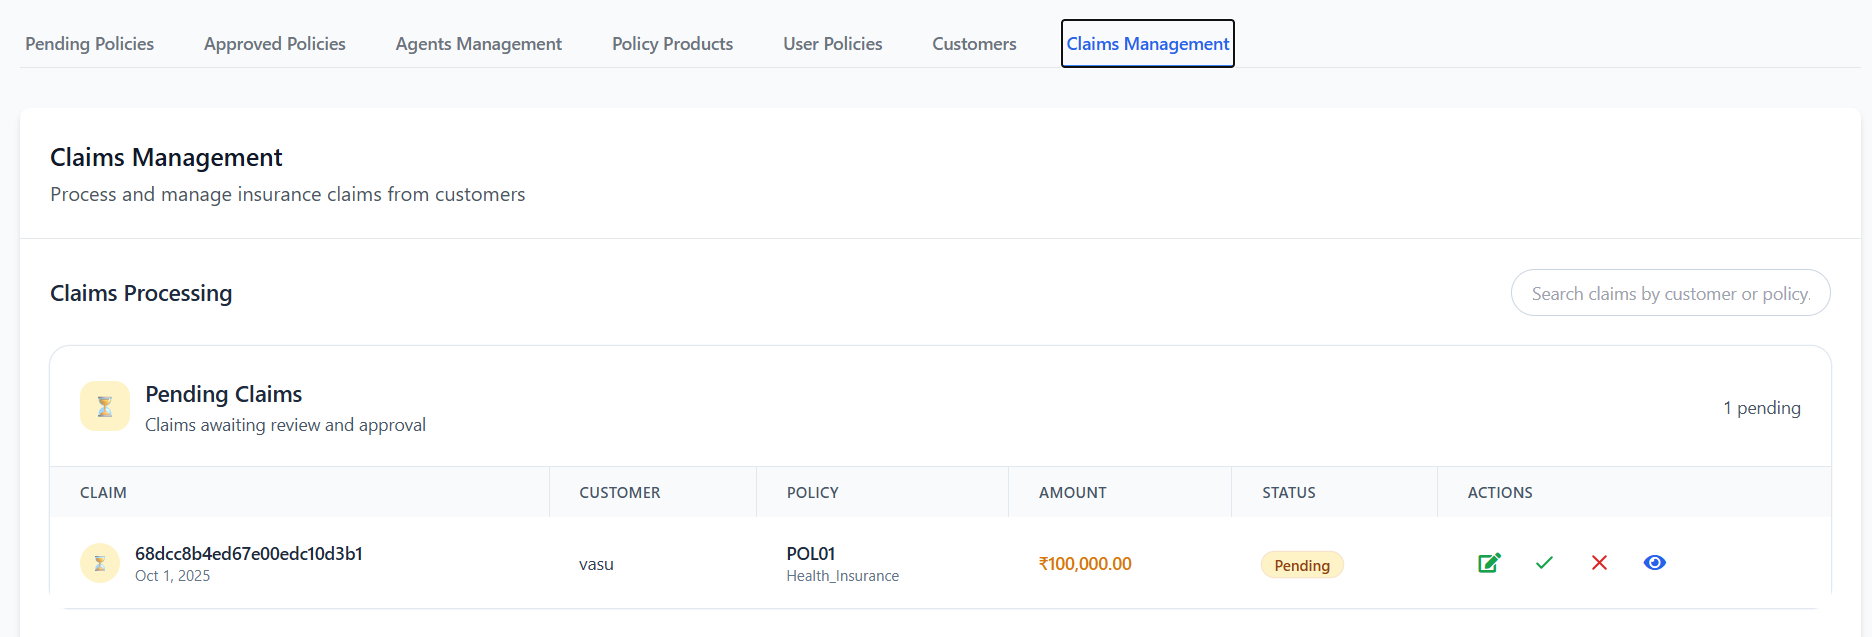 Pending Policies Approved Policies Agents Management Policy Products User Policies Customers Claims Management
Claims Management
Process and manage insurance claims from customers
Claims Processing
Search claims by customer or policy.
Pending Claims
Claims awaiting review and approval
1 pending
CLAIM CUSTOMER POLICY AMOUNT STATUS ACTIONS
68dcc8b4ed67e00edc10d3b1
Oct 1, 2025
vasu
POL01
Health_Insurance
₹100,000.00
Pending